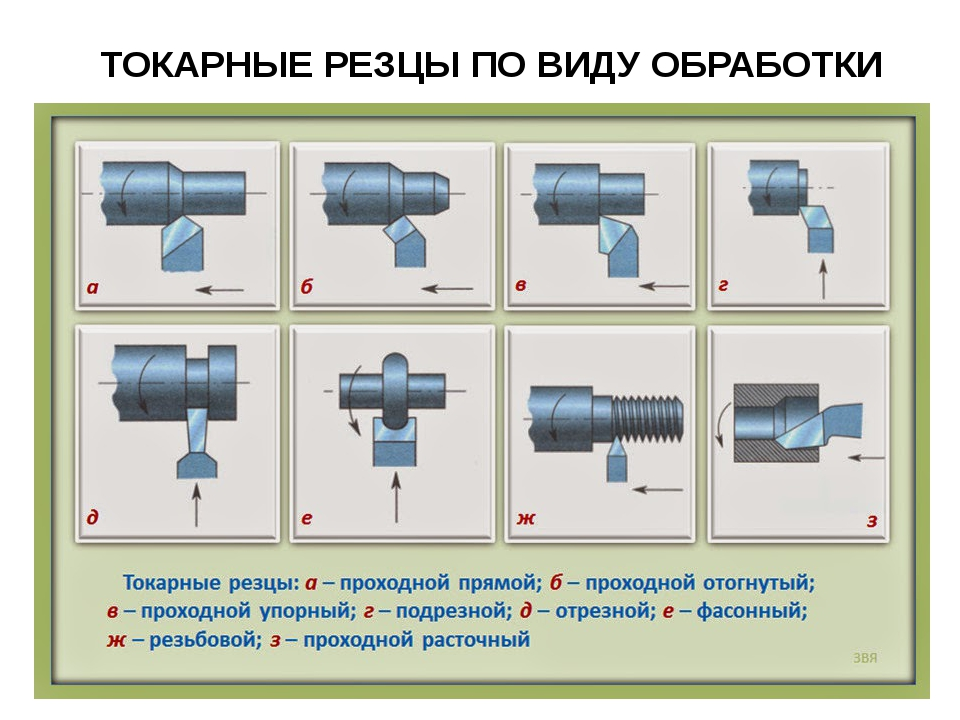 ТОКАРНЫЕ РЕЗЦЫ ПО ВИДУ ОБРАБОТКИ
а
б
в
г
д
е
ж
з
Токарные резцы: а – проходной прямой; б – проходной отогнутый;
в – проходной упорный; г – подрезной; д – отрезной; е – фасонный;
ж – резьбовой; з – проходной расточный
ЗВЯ